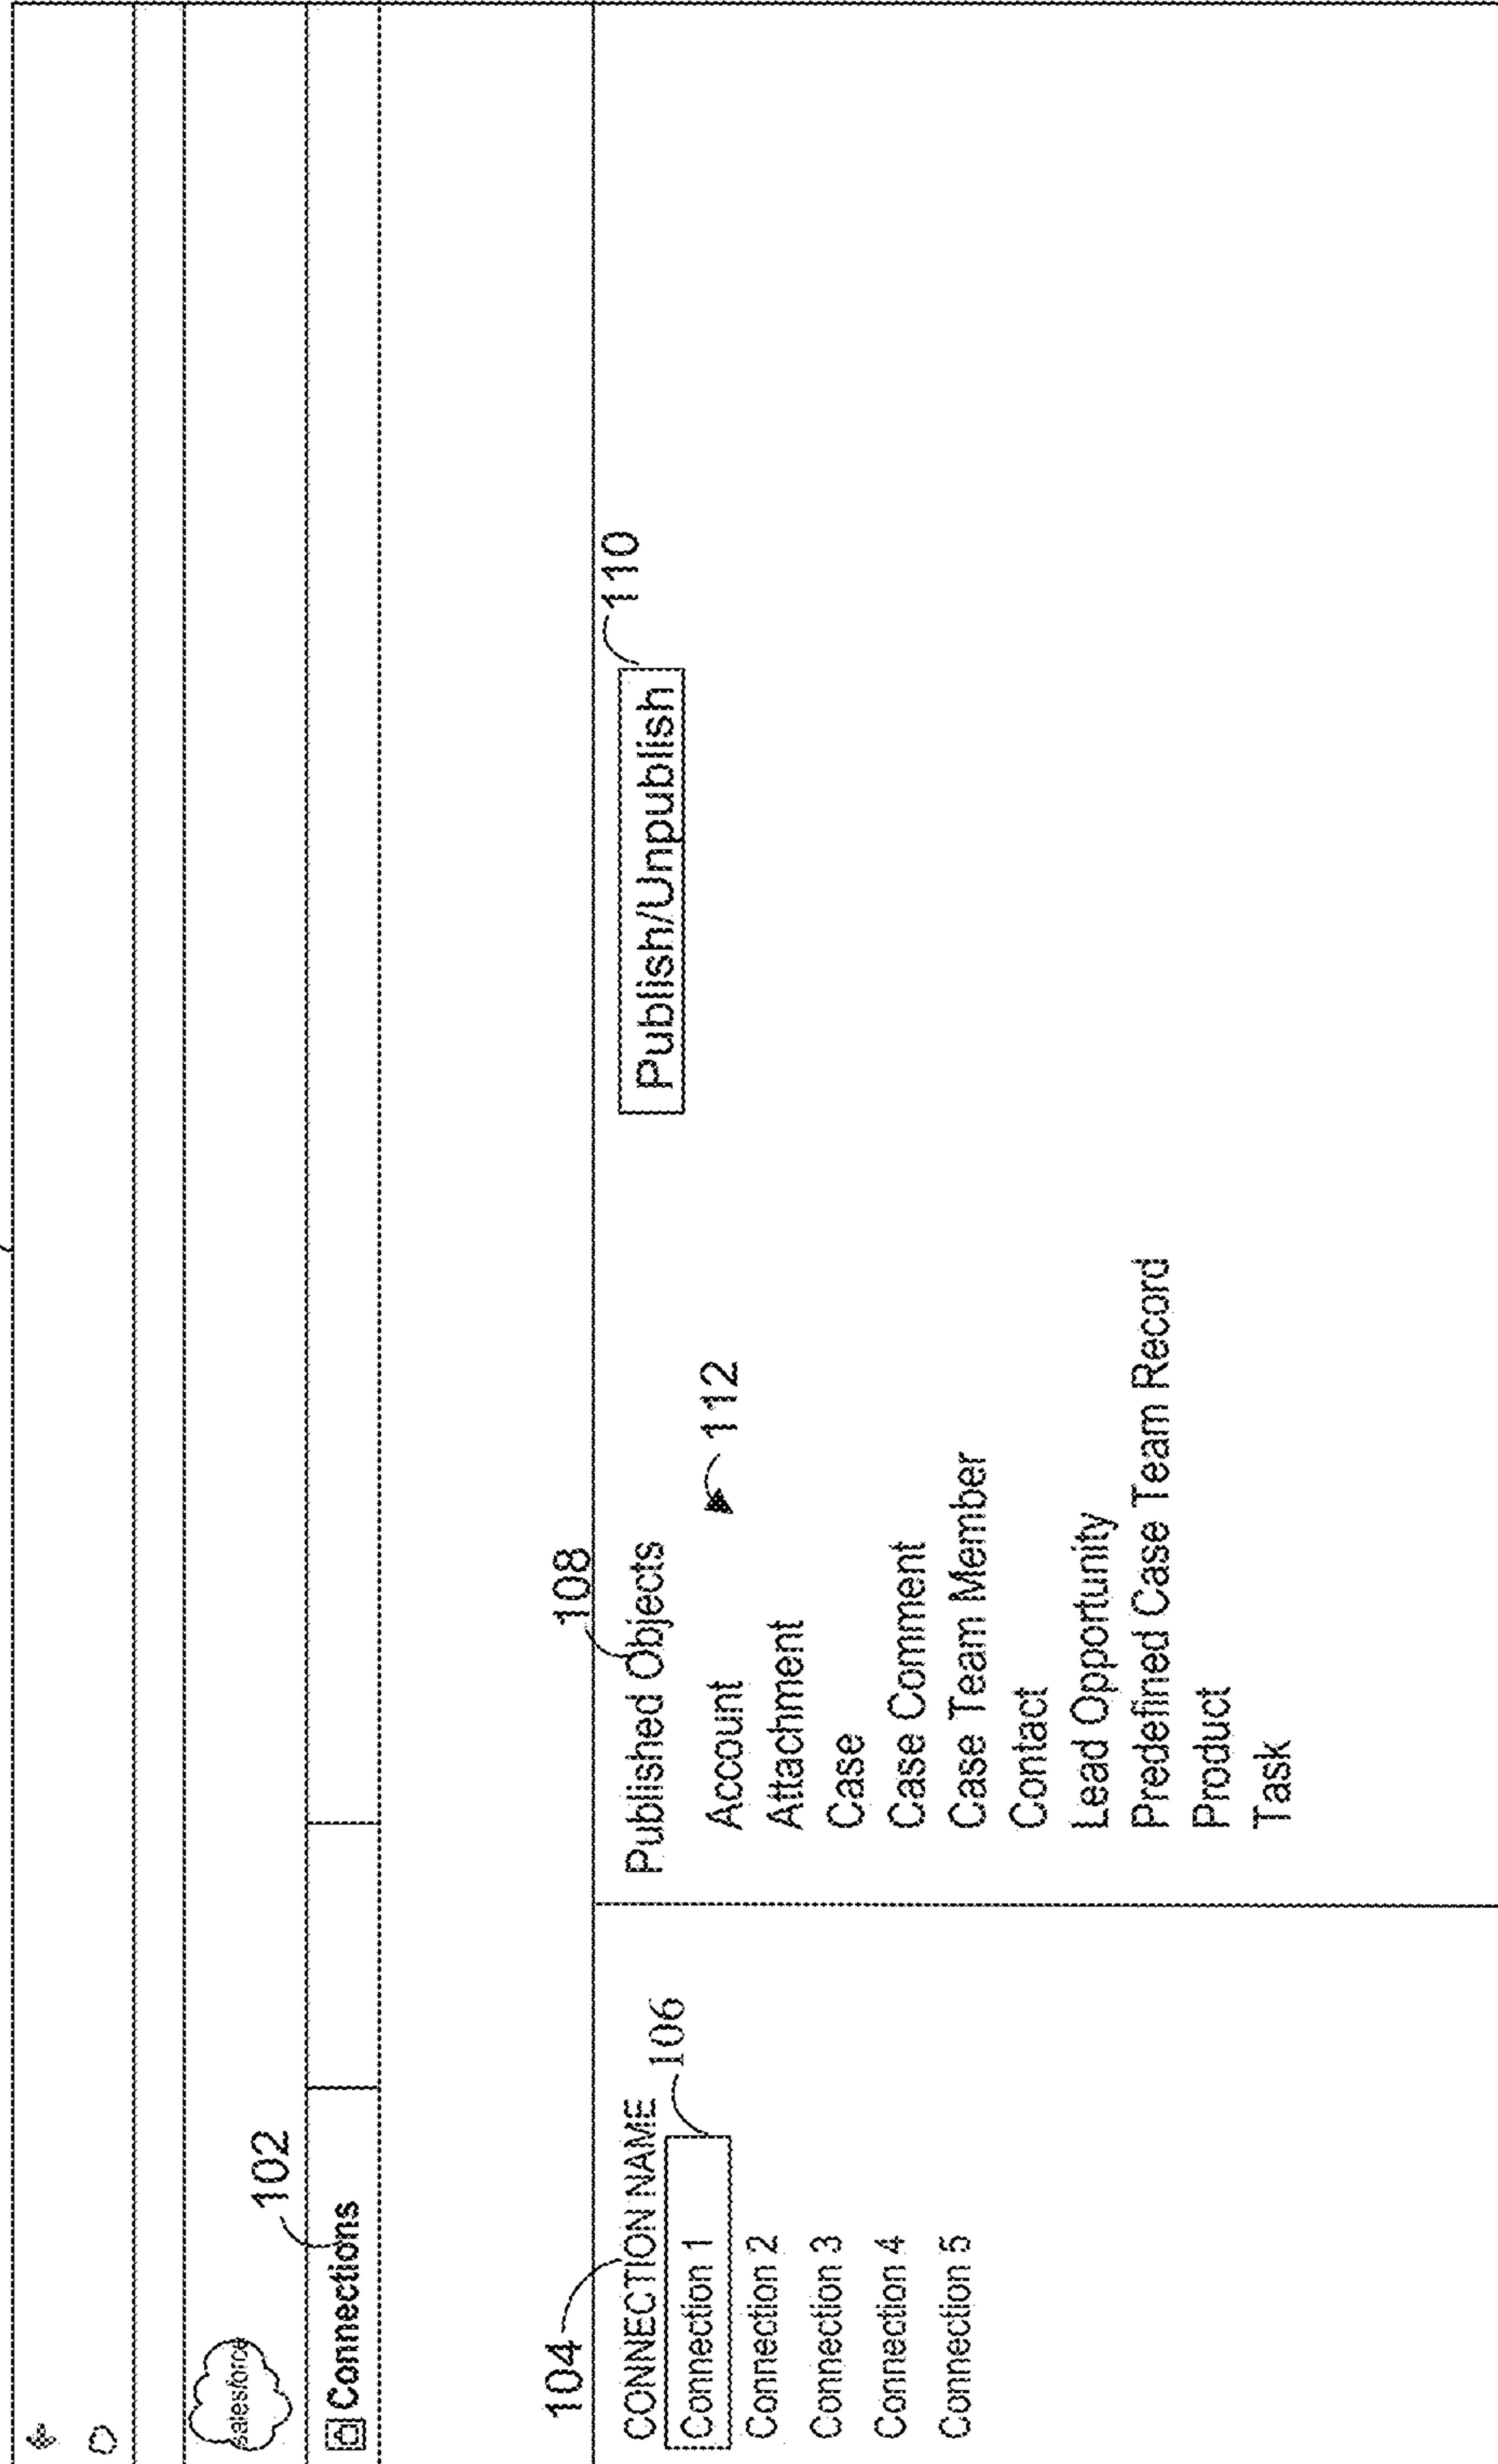 salesforce
102
Connections
104
108
CONNECTION NAME
106
Connection 1
Connection 2
Connection 3
Connection 4
Connection 5
Published Objects
Publish/Unpublish
110
112
Account
Attachment
Case
Case Comment
Case Team Member
Contact
Lead Opportunity
Predefined Case Team Record
Product
Task